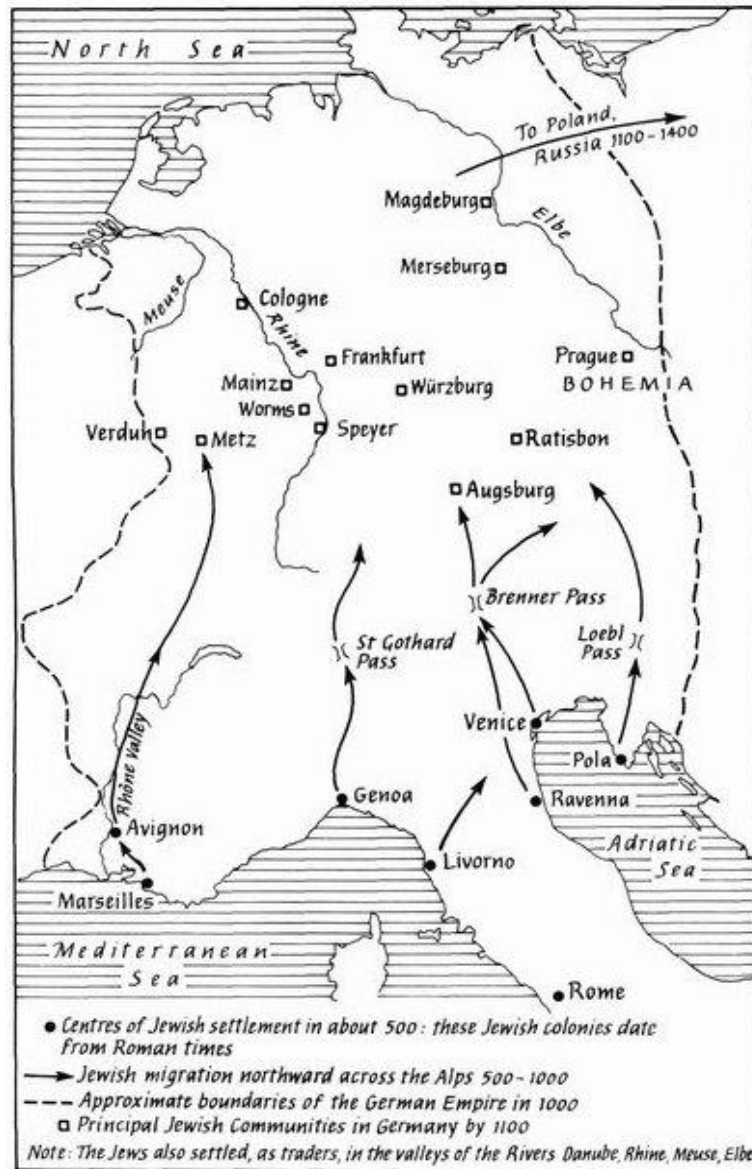 North Sea
To Poland,
Russia 1100-1400
Magdeburg
Elbe
Merseburg
Meuse
Cologne
Rhine
Frankfurt
Prague
BOHEMIA
Mainz
Würzburg
Worms
Verdun
Metz
Speyer
Ratisbon
Augsburg
Brenner Pass
St Gothard
Pass
Loebl
Pass
Rhône valley
Venice
Pola
Genoa
Ravenna
Avignon
Adriatic
Sea
Livorno
Marseilles
Mediterranean
Sea
Rome
Centres of Jewish settlement in about 500: these Jewish colonies date
from Roman times
Jewish migration northward across the Alps 500-1000
Approximate boundaries of the German Empire in 1000
Principal Jewish Communities in Germany by 1100
Note: The Jews also settled, as traders, in the valleys of the Rivers Danube, Rhine, Meuse, Elbe